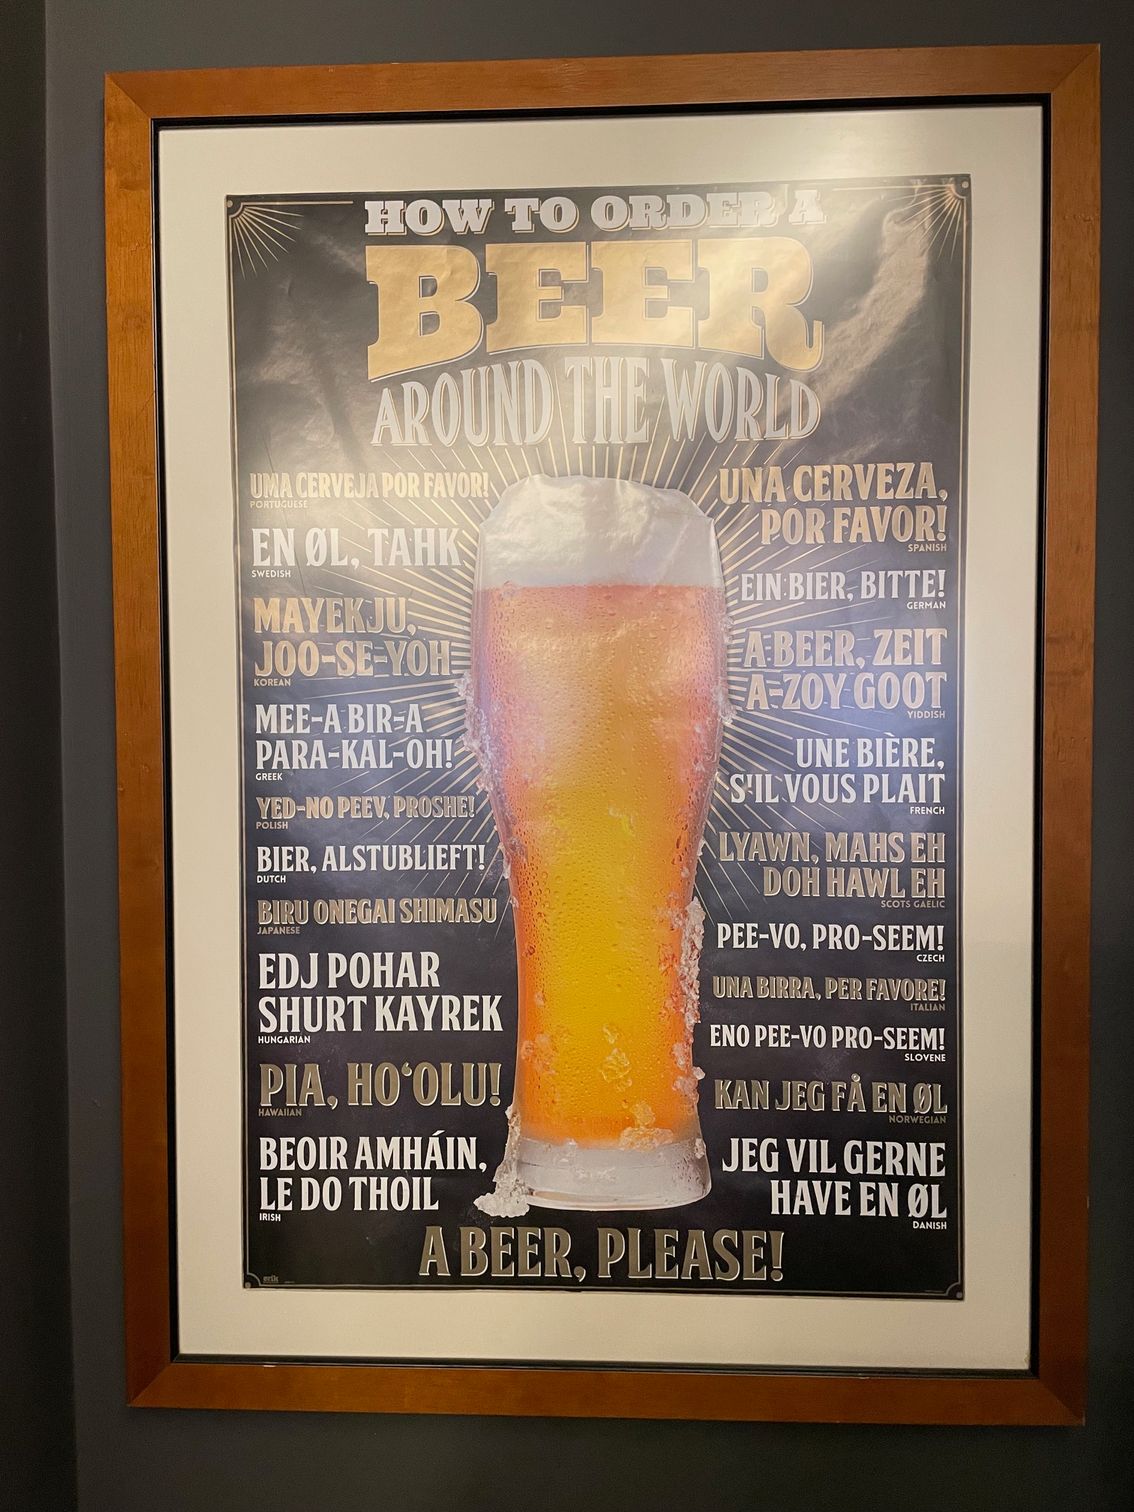 HOW TO ORDER A
BEER
AROUND THE WORLD
UMA CERVEJA POR FAVOR!
PORTUGUESE
EN ØL, TAHK
SWEDISH
MAYEKJU,
JOO-SE-YOH
KOREAN
MEE-A BIR-A
PARA-KAL-OH!
GREEK
YED-NO PEEV, PROSHE!
POLISH
BIER, ALSTUBLIEFT!
DUTCH
BIRU ONEGAI SHIMASU
JAPANESE
EDJ POHAR
SHURT KAYREK
HUNGARIAN
PIA, HOʻOLU!
HAWAIIAN
BEOIR AMHÁIN,
LE DO THOIL
IRISH
UNA CERVEZA,
POR FAVOR!
SPANISH
EIN BIER, BITTE!
GERMAN
A BEER, ZEIT
A-ZOY GOOT
YIDDISH
UNE BIÈRE,
S'IL VOUS PLAIT
FRENCH
LYAWN, MAHS EH
DOH HAWL EH
SCOTS GAELIC
PEE-VO, PRO-SEEM!
CZECH
UNA BIRRA, PER FAVORE!
ITALIAN
ENO PEE-VO PRO-SEEM!
SLOVENE
KAN JEG FÅ EN ØL
NORWEGIAN
JEG VIL GERNE
HAVE EN ØL
DANISH
A BEER, PLEASE!